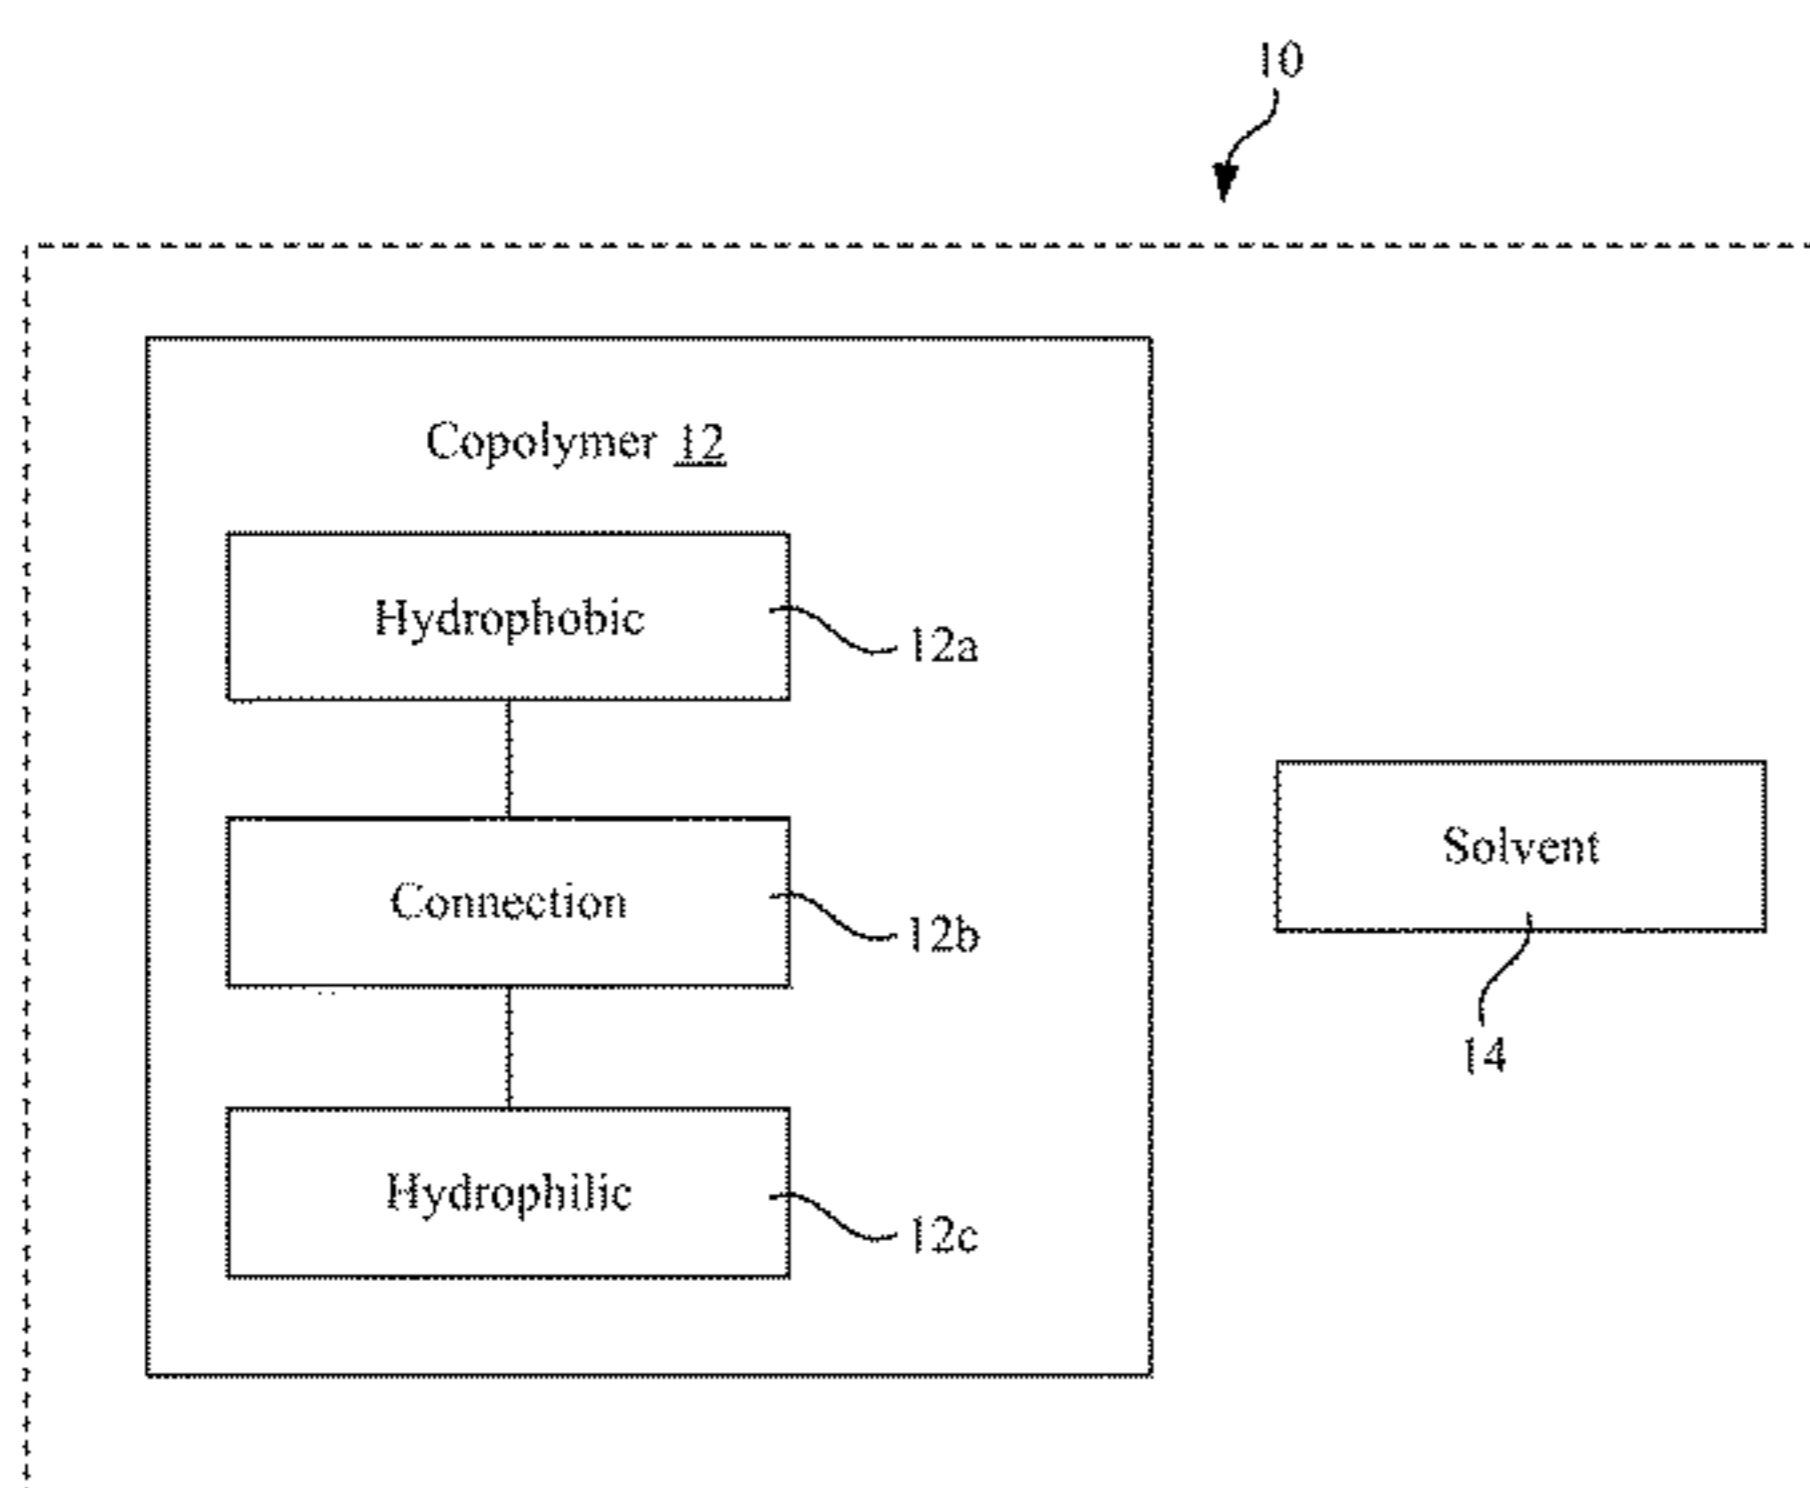 10
Copolymer 12
Hydrophobic
12a
Connection
12b
Solvent
14
Hydrophilic
12c